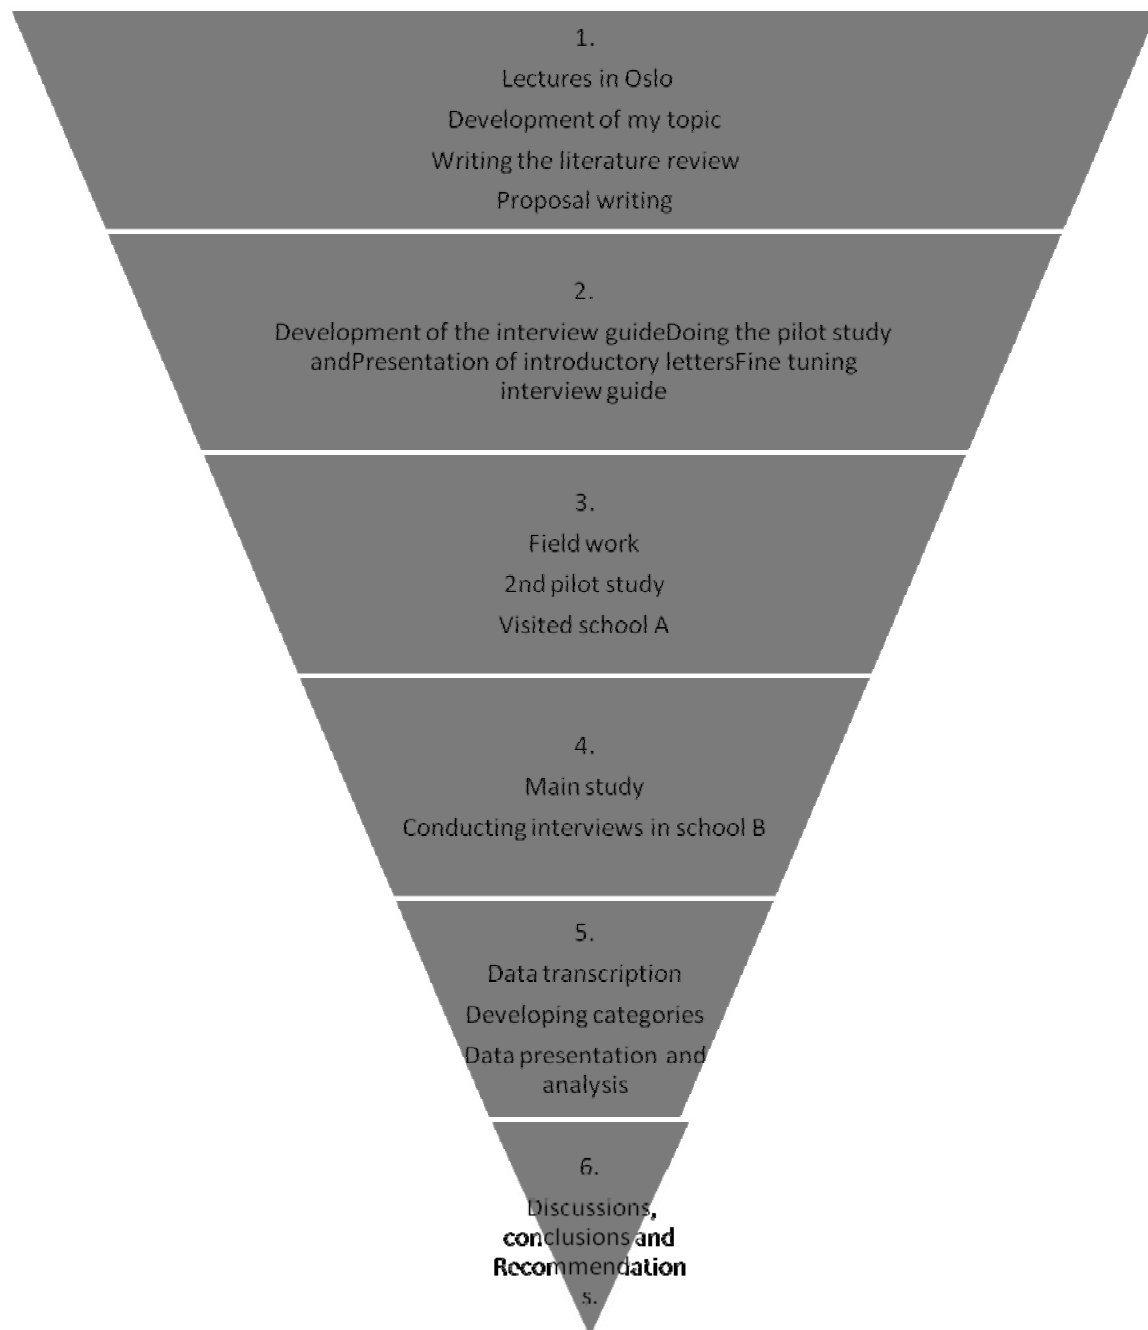 1.
Lectures in Oslo
Development of my topic
Writing the literature review
Proposal writing
2.
Development of the interview guideDoing the pilot study
andPresentation of introductory lettersFine tuning
interview guide
3.
Field work
2nd pilot study
Visited school A
4.
Main study
Conducting interviews in school B
5.
Data transcription
Developing categories
Data presentation and
analysis
6.
Discussions,
conclusions and
Recommendation
s.